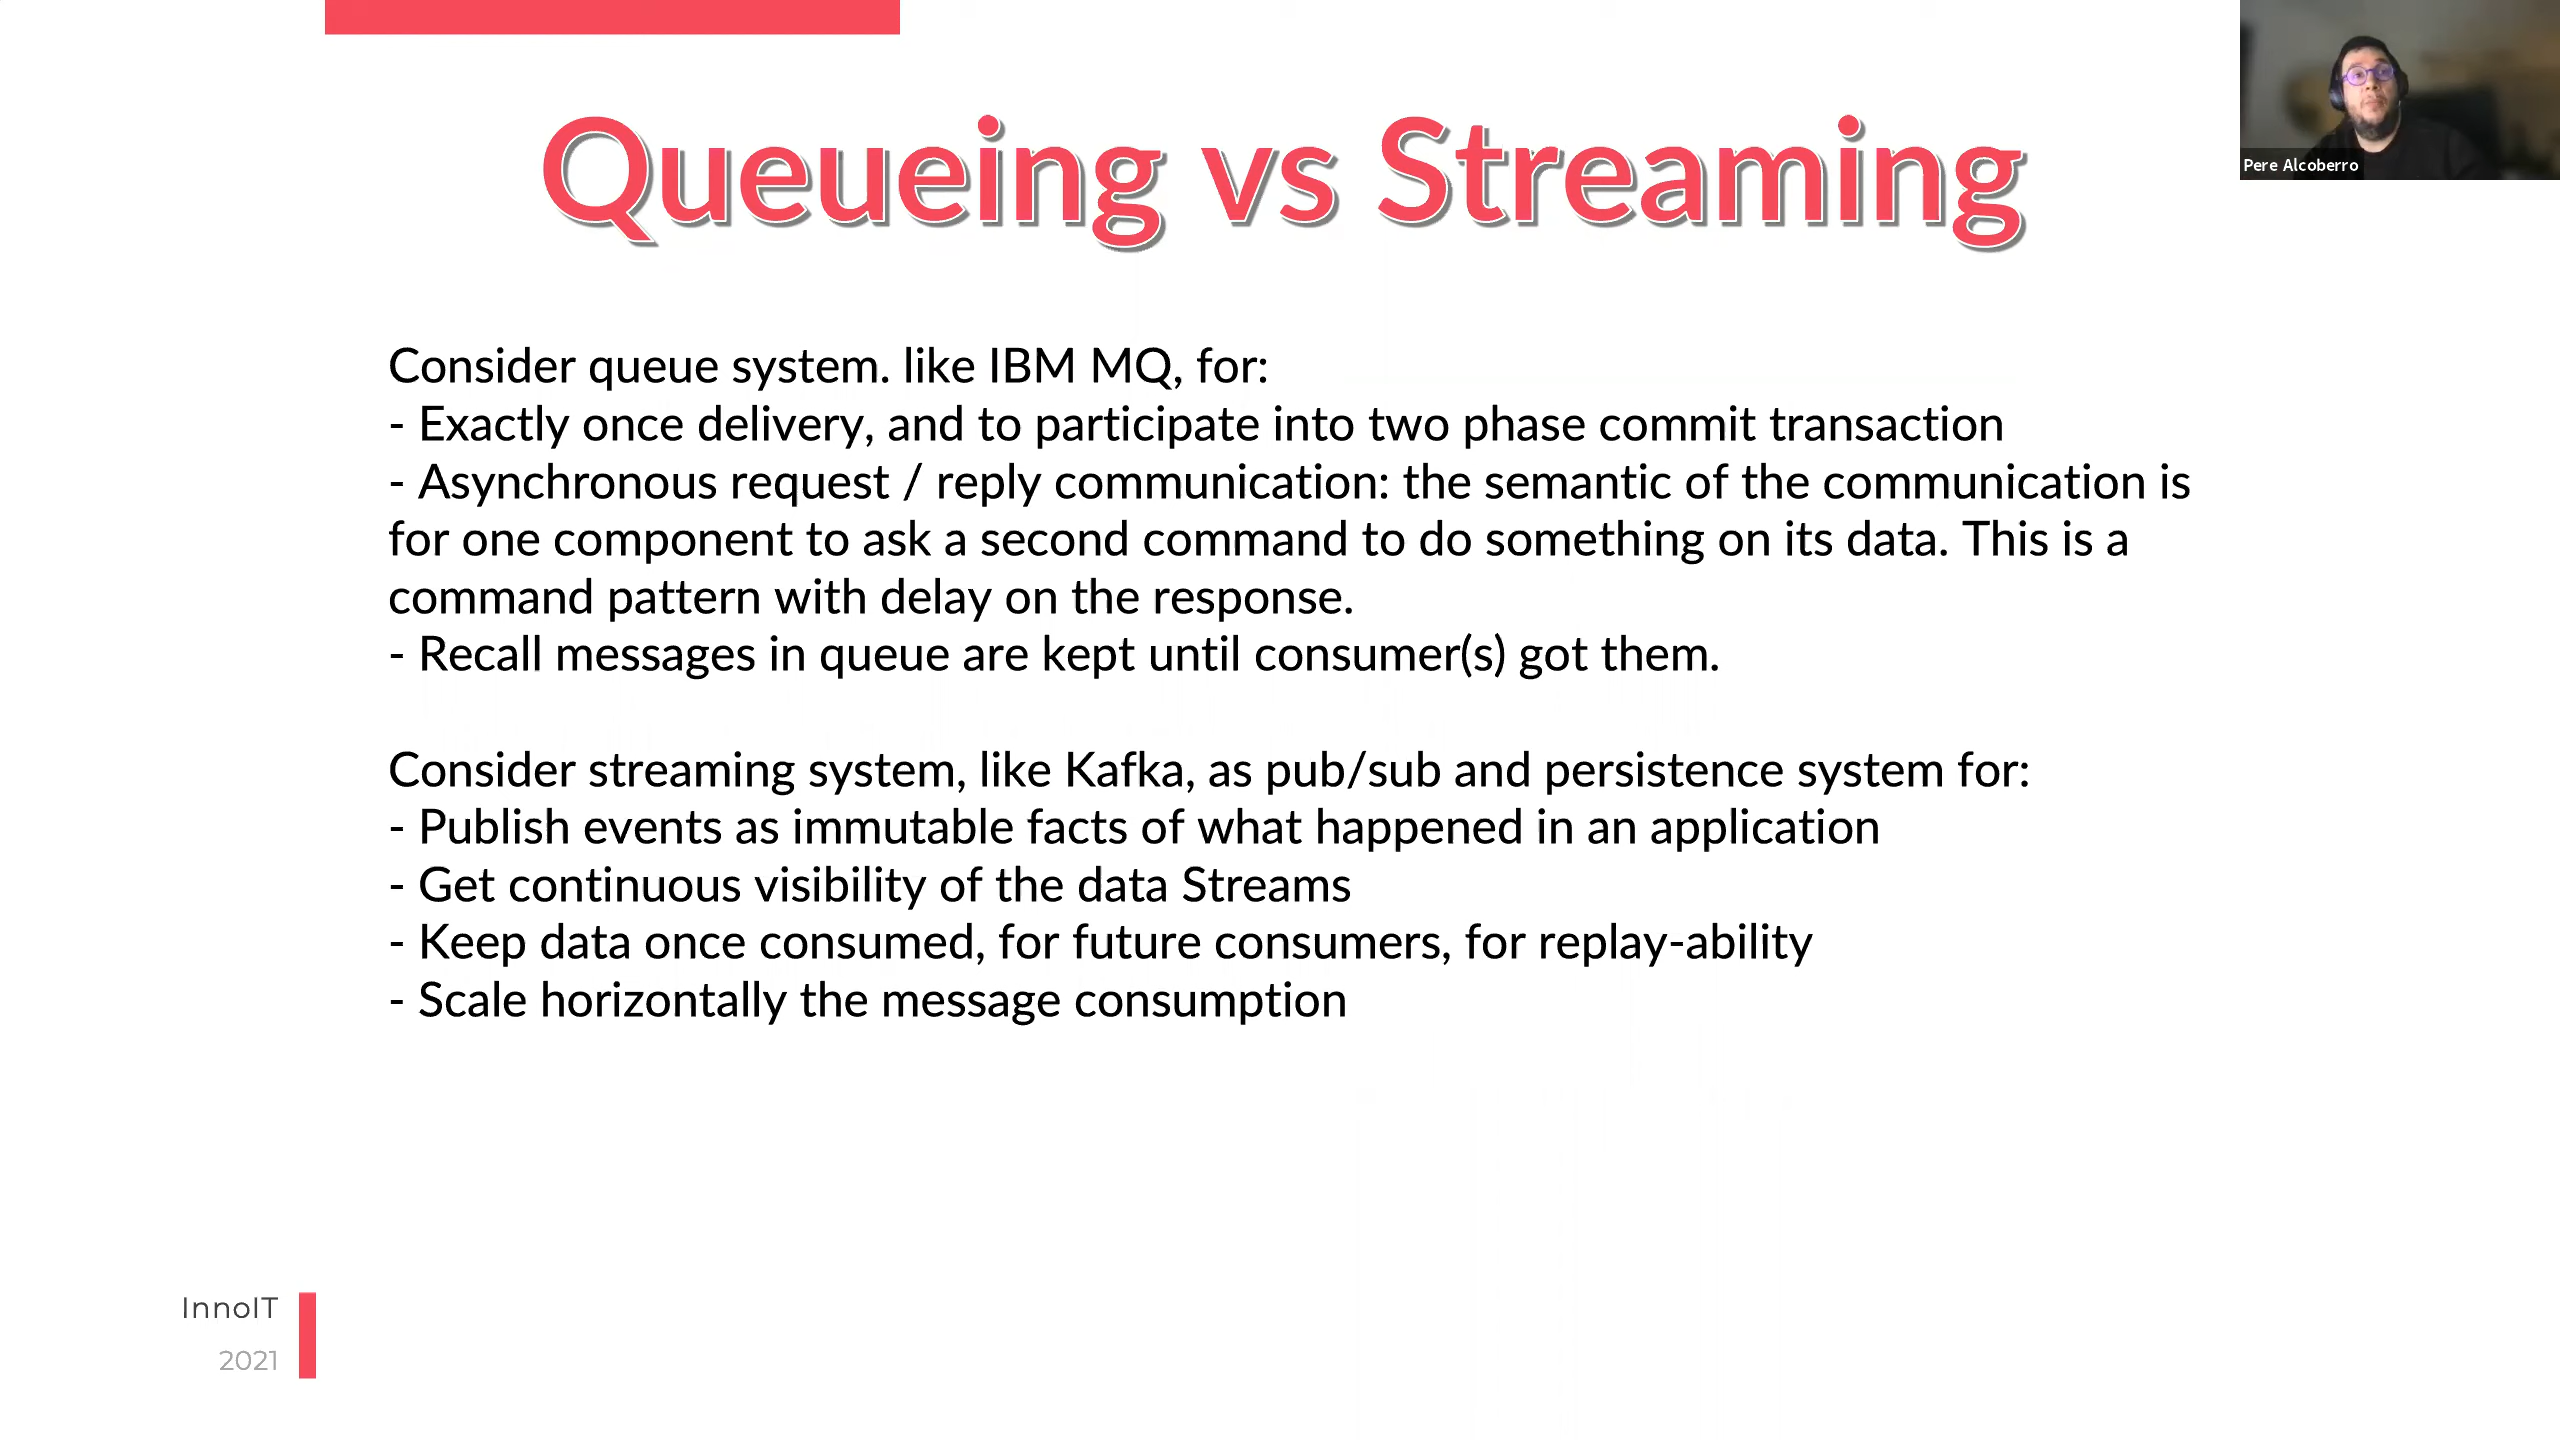 Queueing vs Streaming
Pere Alcoberro
Consider queue system. like IBM MQ, for:
- Exactly once delivery, and to participate into two phase commit transaction
- Asynchronous request / reply communication: the semantic of the communication is
for one component to ask a second command to do something on its data. This is a
command pattern with delay on the response.
- Recall messages in queue are kept until consumer(s) got them.
Consider streaming system, like Kafka, as pub/sub and persistence system for:
- Publish events as immutable facts of what happened in an application
- Get continuous visibility of the data Streams
- Keep data once consumed, for future consumers, for replay-ability
- Scale horizontally the message consumption
InnoIT
2021